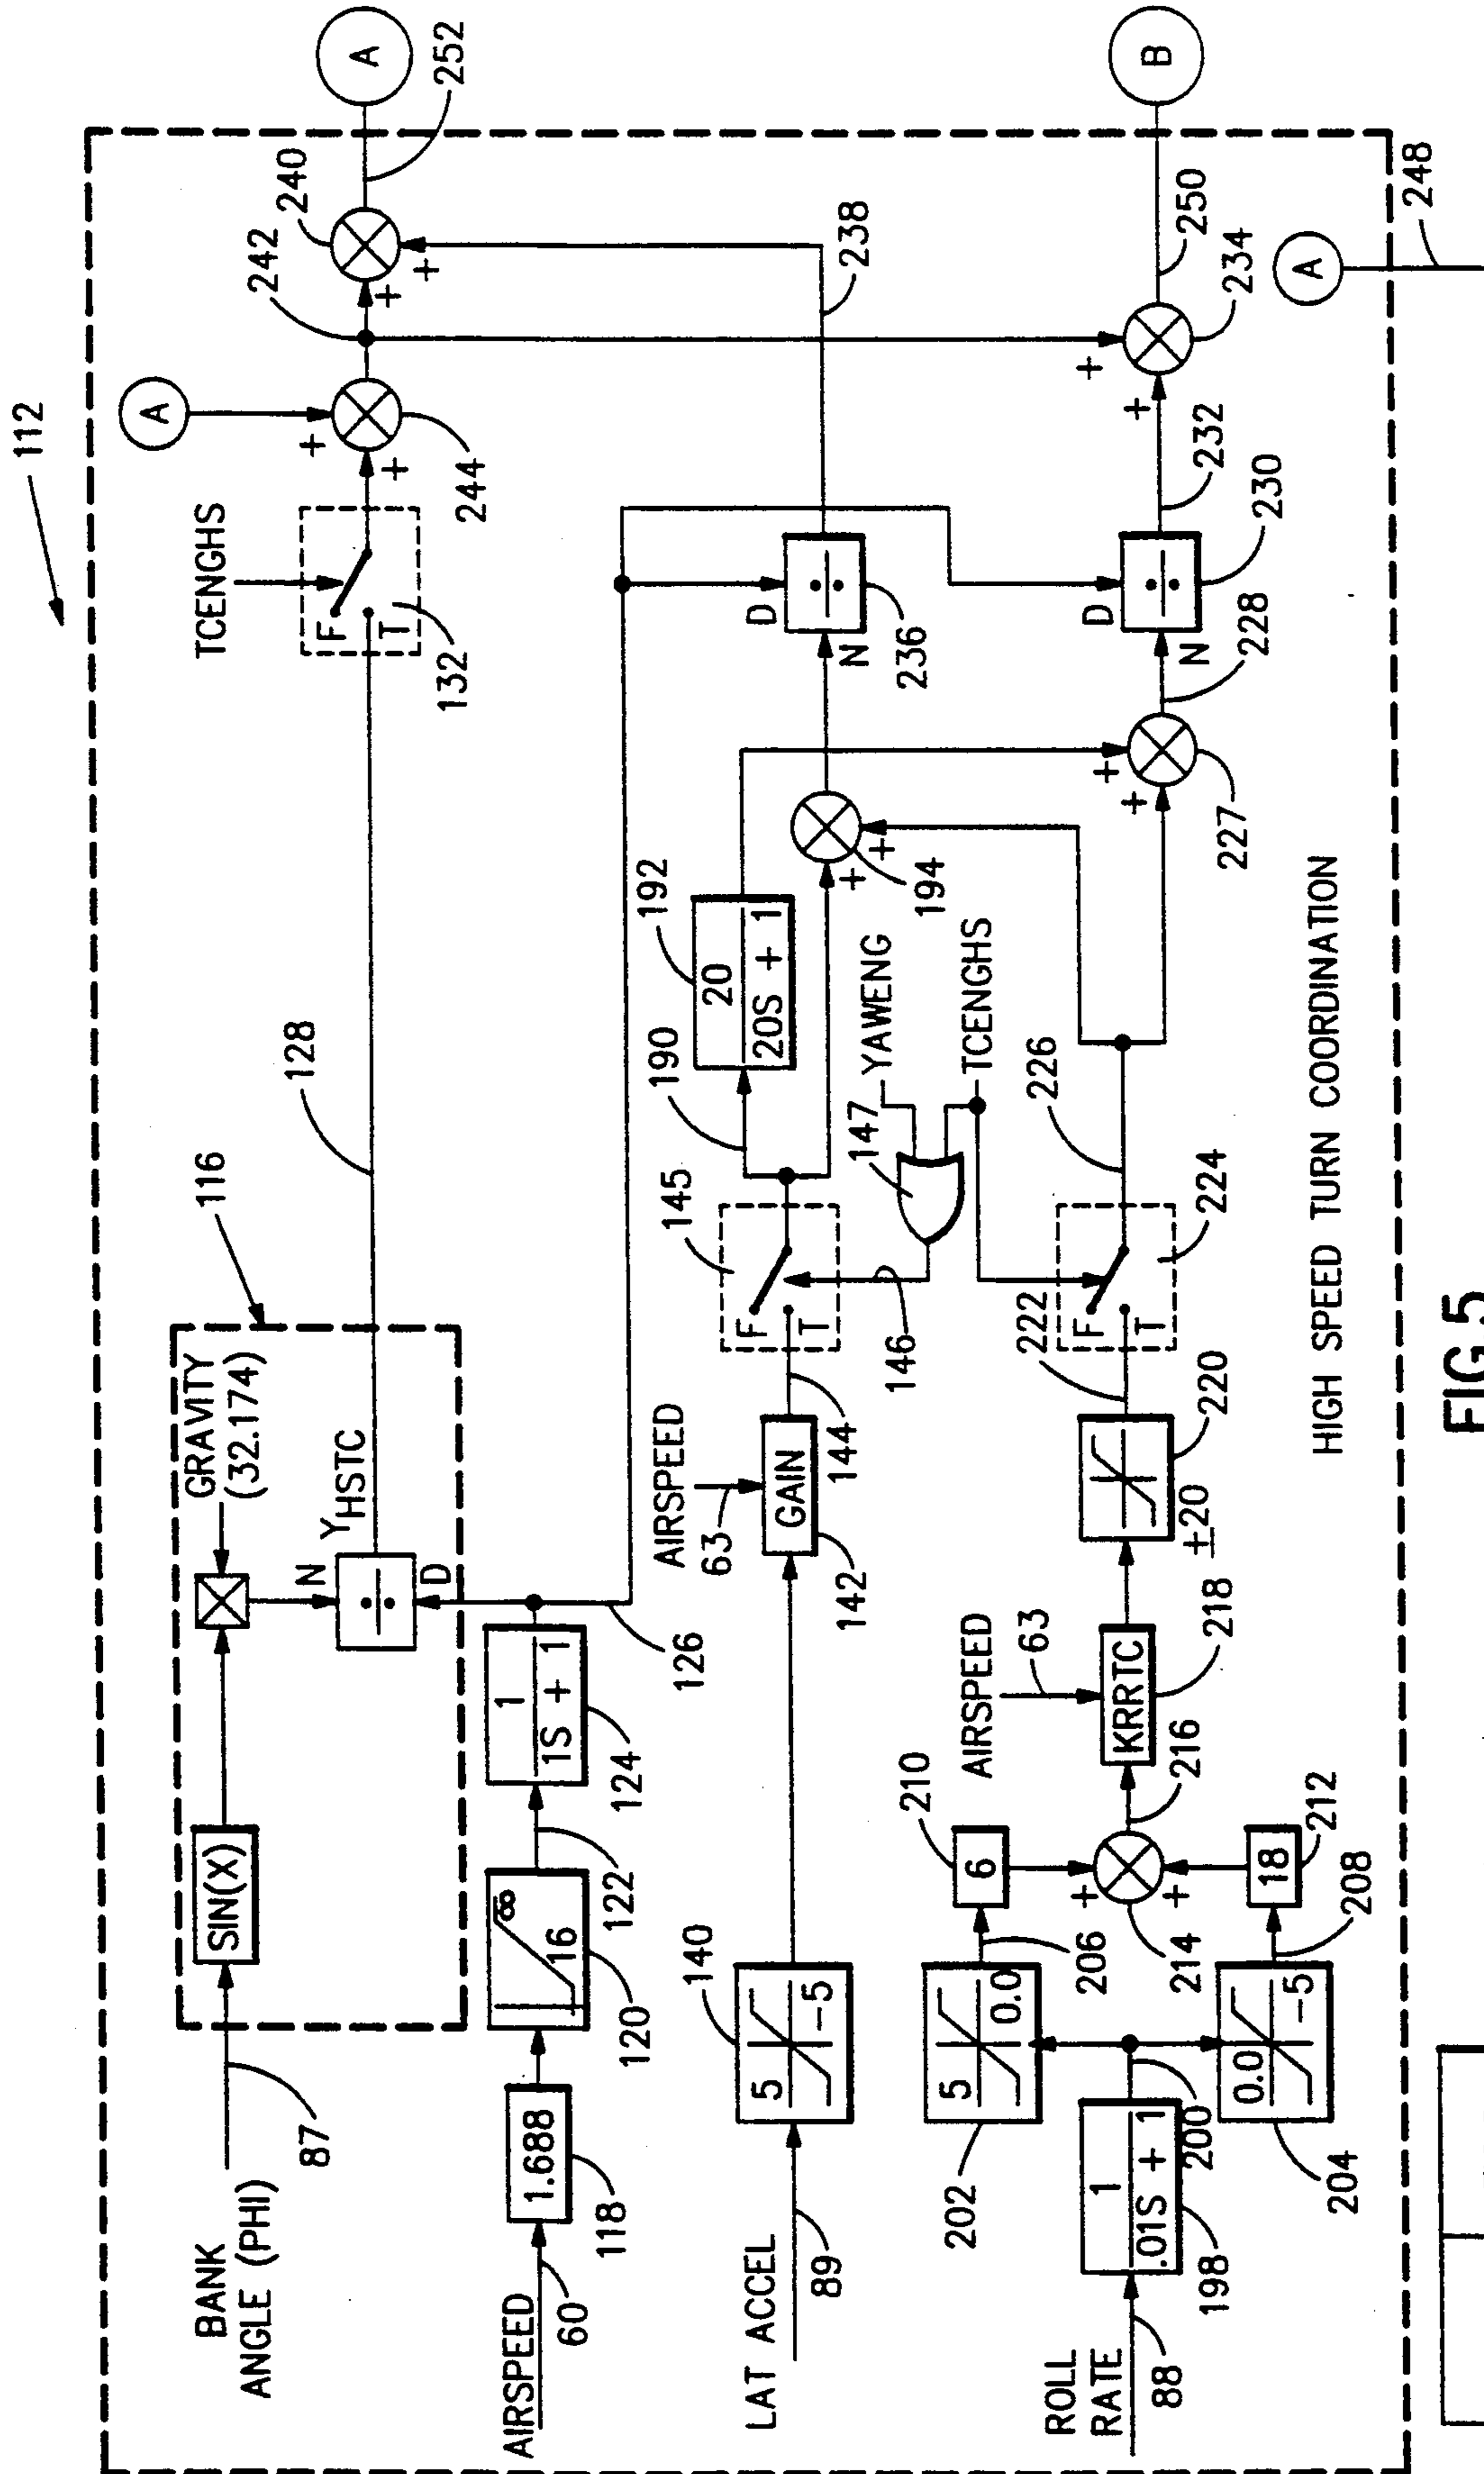 112
BANK
ANGLE (PHI)
87
SIN(X)
GRAVITY
(32.174)
116
N
D
YHSTC
128
TCENGHS
F
T
132
A
+
+
244
242
+
+
240
252
A
AIRSPEED
60
1.688
118
16
∞
120
122
1
1S + 1
124
126
LAT ACCEL
89
5
-5
140
AIRSPEED
63
GAIN
142
144
F
T
145
146
147
YAWENG
TCENGHS
190
20
20S + 1
192
+
+
194
D
N
236
238
ROLL
RATE
88
1
.01S + 1
198
200
5
0.0
202
0.0
-5
204
206
208
6
210
18
212
+
+
214
216
AIRSPEED
63
KRRTC
218
±20
220
222
F
T
224
226
+
+
227
228
D
N
230
232
+
+
234
250
B
A
248
HIGH SPEED TURN COORDINATION
FIG.5